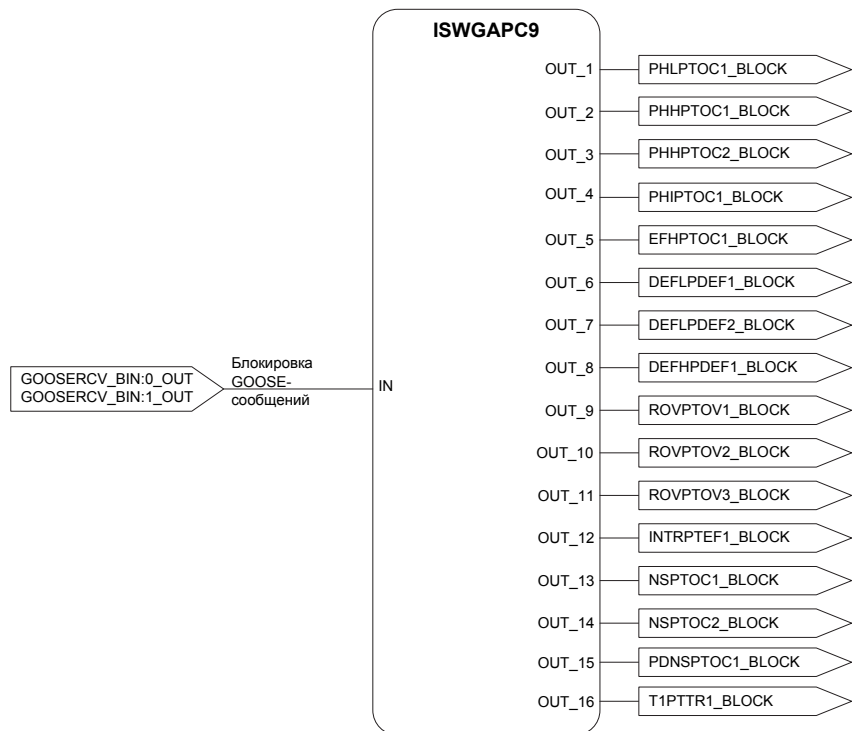 ISWGAPC9
OUT_1 PHLPTOC1_BLOCK
OUT_2 PHHPTOC1_BLOCK
OUT_3 PHHPTOC2_BLOCK
OUT_4 PHIPTOC1_BLOCK
OUT_5 EFHPTOC1_BLOCK
OUT_6 DEFLPDEF1_BLOCK
OUT_7 DEFLPDEF2_BLOCK
OUT_8 DEFHPDEF1_BLOCK
GOOSERCV_BIN:0_OUT
GOOSERCV_BIN:1_OUT
Блокировка
GOOSE-
сообщений
IN
OUT_9 ROVPTOV1_BLOCK
OUT_10 ROVPTOV2_BLOCK
OUT_11 ROVPTOV3_BLOCK
OUT_12 INTRPTEF1_BLOCK
OUT_13 NSPTOC1_BLOCK
OUT_14 NSPTOC2_BLOCK
OUT_15 PDNSPTOC1_BLOCK
OUT_16 T1PTTR1_BLOCK